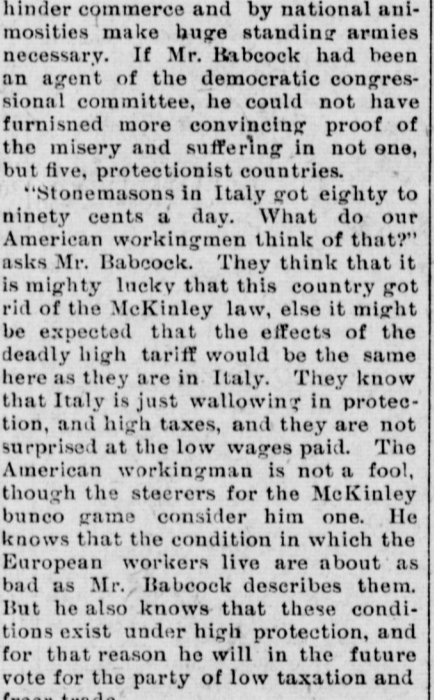 hinder commerce and by national ani-
mosities make huge standing armies
necessary. If Mr. Babcock had been
an agent of the democratic congres-
sional committee, he could not have
furnisned more convincing proof of
the misery and suffering in not one,
but five, protectionist countries.
"Stonemasons in Italy got eighty to
ninety cents a day. What do our
American workingmen think of that?"
asks Mr. Babcock. They think that it
is mighty lucky that this country got
rid of the McKinley law, else it might
be expected that the effects of the
deadly high tariff would be the same
here as they are in Italy. They know
that Italy is just wallowing in protec-
tion, and high taxes, and they are not
surprised at the low wages paid. The
American workingman is not a fool,
though the steerers for the McKinley
bunco game consider him one. He
knows that the condition in which the
European workers live are about as
bad as Mr. Babcock describes them.
But he also knows that these condi-
tions exist under high protection, and
for that reason he will in the future
vote for the party of low taxation and
freer trade.